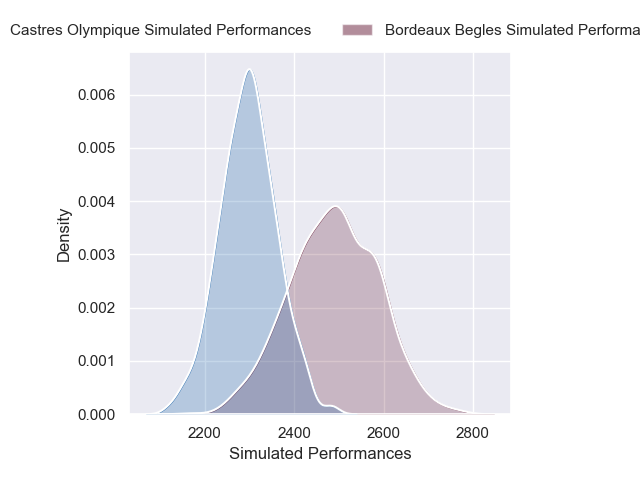 Castres Olympique Simulated Performances
Bordeaux Begles Simulated Performa
0.006
0.005
0.004
0.003
0.002
0.001
0.000
Density
2200
2400
2600
2800
Simulated Performances